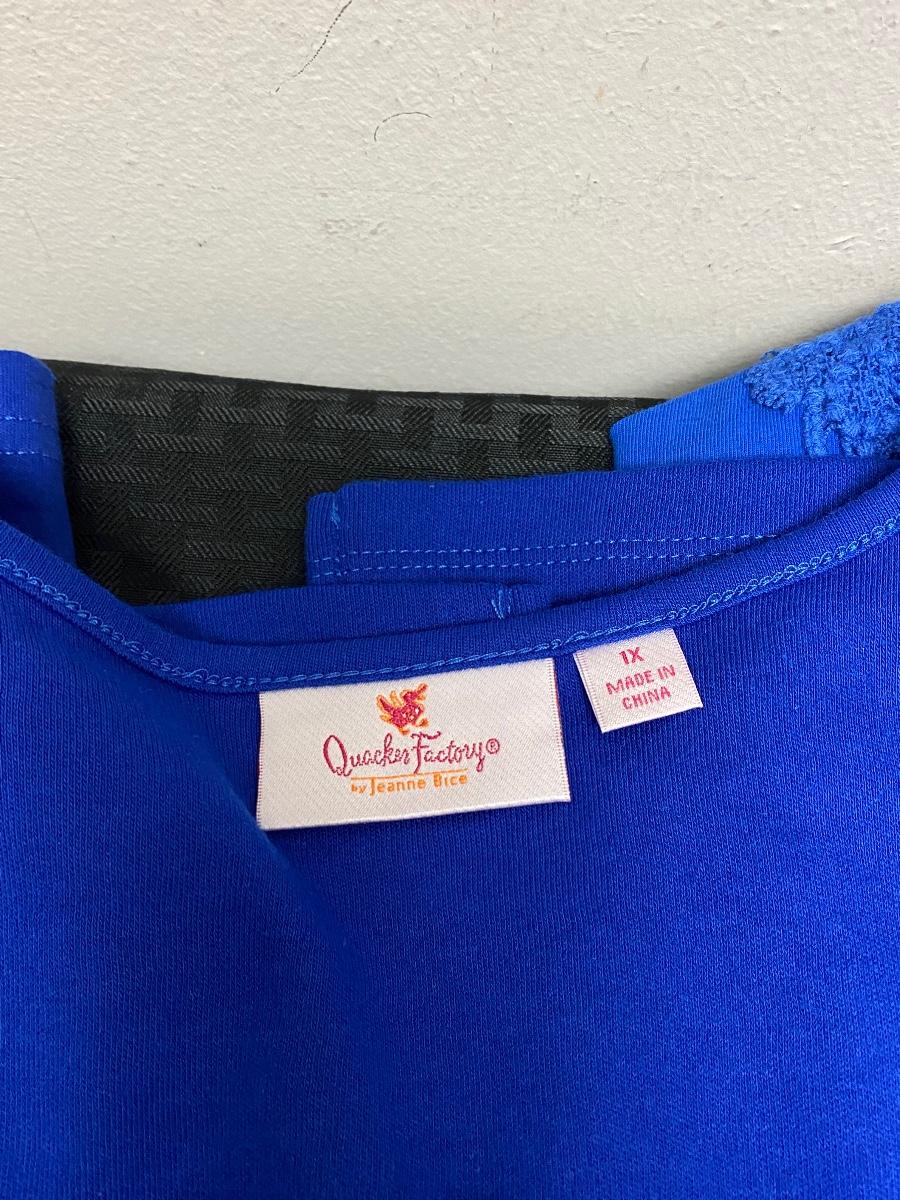 Quacker Factory®
by Jeanne Bice
1X
MADE IN
CHINA